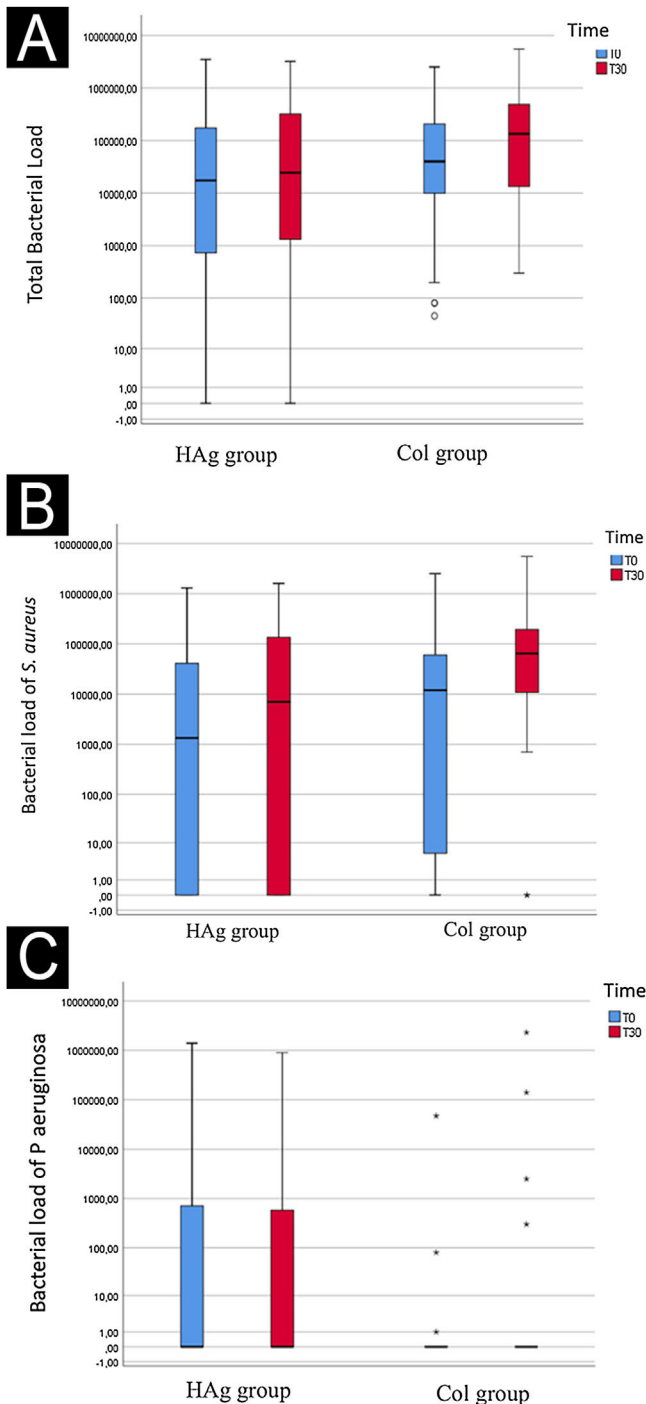 A
Time
T0
T30
Total Bacterial Load
10000000,00
1000000,00
100000,00
10000,00
1000,00
100,00
10,00
1,00
,00
-1,00
HAg group
Col group
B
Time
T0
T30
Bacterial load of S. aureus
10000000,00
1000000,00
100000,00
10000,00
1000,00
100,00
10,00
1,00
,00
-1,00
HAg group
Col group
C
Time
T0
T30
Bacterial load of P aeruginosa
10000000,00
1000000,00
100000,00
10000,00
1000,00
100,00
10,00
1,00
,00
-1,00
HAg group
Col group